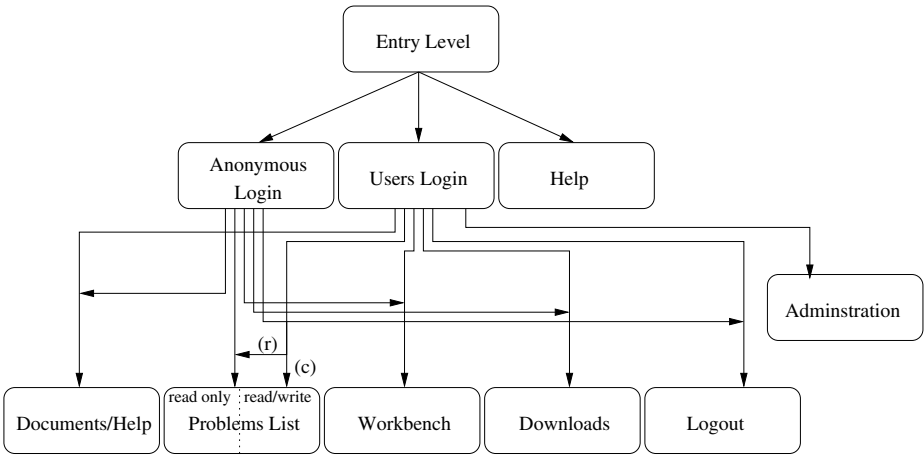 Entry Level
Anonymous
Login
Users Login
Help
Adminstration
(r)
(c)
read only
read/write
Documents/Help
Problems List
Workbench
Downloads
Logout